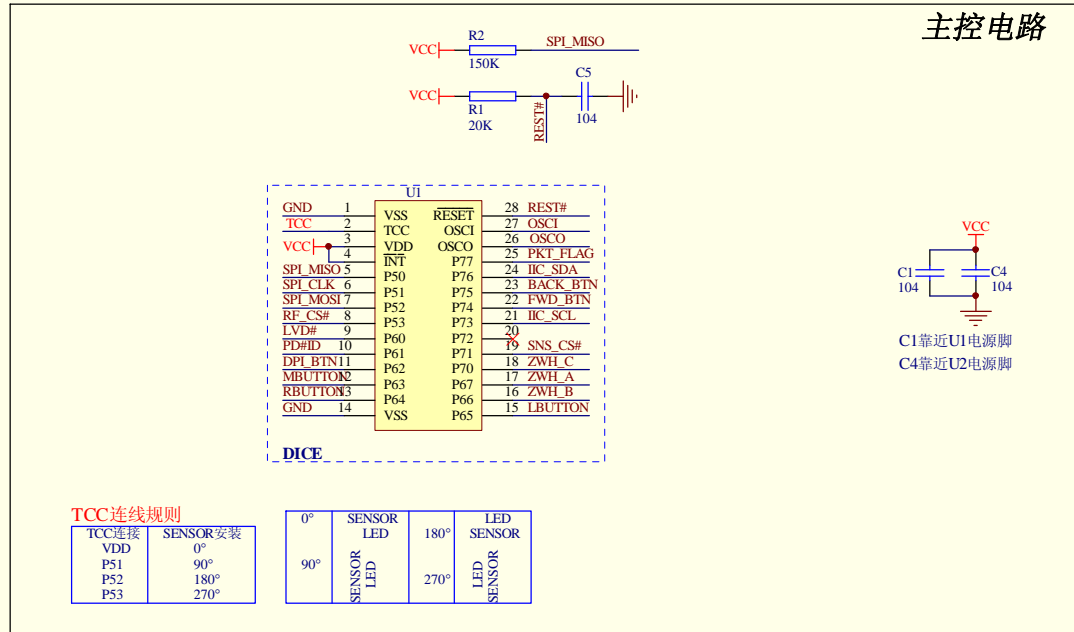 主控电路
R2
VCC
SPI_MISO
150K
C5
VCC
R1
20K
REST#
104
U1
GND 1 VSS RESET 28 REST#
TCC 2 TCC OSCI 27 OSCI
VCC 3 VDD OSCO 26 OSCO
4 INT P77 25 PKT_FLAG
SPI_MISO 5 P50 P76 24 IIC_SDA
SPI_CLK 6 P51 P75 23 BACK_BTN
SPI_MOSI 7 P52 P74 22 FWD_BTN
RF_CS# 8 P53 P73 21 IIC_SCL
LVD# 9 P60 P72 20
PD#ID 10 P61 P71 19 SNS_CS#
DPI_BTN 11 P62 P70 18 ZWH_C
MBUTTON 12 P63 P67 17 ZWH_A
RBUTTON 13 P64 P66 16 ZWH_B
GND 14 VSS P65 15 LBUTTON
DICE
VCC
C1 C4
104 104
C1靠近U1电源脚
C4靠近U2电源脚
TCC连线规则
TCC连接 SENSOR安装
VDD 0°
P51 90°
P52 180°
P53 270°
0° SENSOR LED
180° LED SENSOR
90° SENSOR LED
270° LED SENSOR